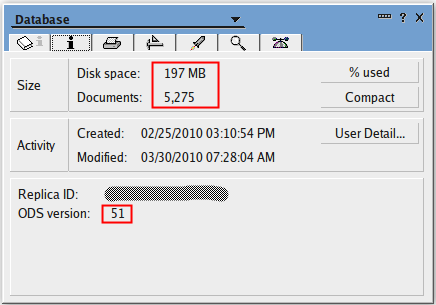 Database ? X
Disk space: 197 MB % used
Size
Documents: 5,275 Compact
Created: 02/25/2010 03:10:54 PM User Detail...
Activity
Modified: 03/30/2010 07:28:04 AM
Replica ID:
ODS version: 51